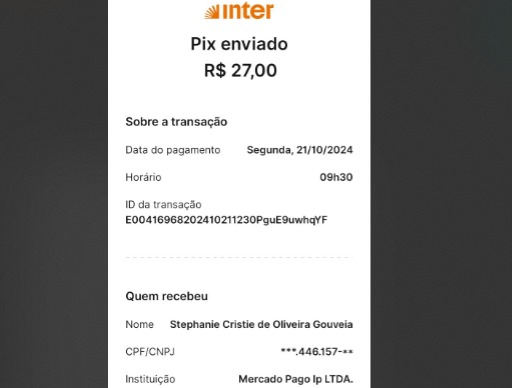 inter
Pix enviado
R$ 27,00
Sobre a transação
Data do pagamento Segunda, 21/10/2024
Horário 09h30
ID da transação
E00416968202410211230PguE9uwhqYF
Quem recebeu
Nome Stephanie Cristie de Oliveira Gouveia
CPF/CNPJ ***.446.157-**
Instituição Mercado Pago Ip LTDA.